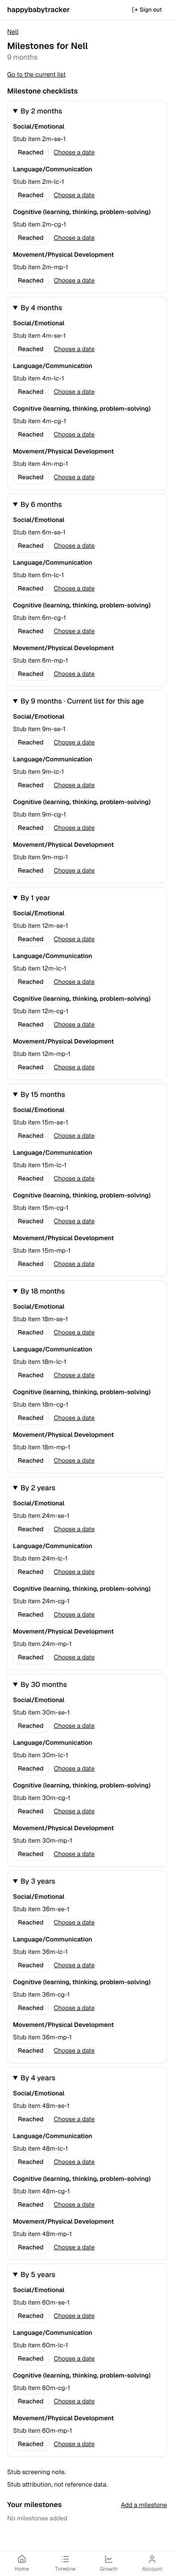 happybabytracker
Sign out
Nell
Milestones for Nell
9 months
Go to the current list
Milestone checklists
▼ By 2 months
Social/Emotional
Stub item 2m-se-1
Reached Choose a date
Language/Communication
Stub item 2m-lc-1
Reached Choose a date
Cognitive (learning, thinking, problem-solving)
Stub item 2m-cg-1
Reached Choose a date
Movement/Physical Development
Stub item 2m-mp-1
Reached Choose a date
▼ By 4 months
Social/Emotional
Stub item 4m-se-1
Reached Choose a date
Language/Communication
Stub item 4m-lc-1
Reached Choose a date
Cognitive (learning, thinking, problem-solving)
Stub item 4m-cg-1
Reached Choose a date
Movement/Physical Development
Stub item 4m-mp-1
Reached Choose a date
▼ By 6 months
Social/Emotional
Stub item 6m-se-1
Reached Choose a date
Language/Communication
Stub item 6m-lc-1
Reached Choose a date
Cognitive (learning, thinking, problem-solving)
Stub item 6m-cg-1
Reached Choose a date
Movement/Physical Development
Stub item 6m-mp-1
Reached Choose a date
▼ By 9 months · Current list for this age
Social/Emotional
Stub item 9m-se-1
Reached Choose a date
Language/Communication
Stub item 9m-lc-1
Reached Choose a date
Cognitive (learning, thinking, problem-solving)
Stub item 9m-cg-1
Reached Choose a date
Movement/Physical Development
Stub item 9m-mp-1
Reached Choose a date
▼ By 1 year
Social/Emotional
Stub item 12m-se-1
Reached Choose a date
Language/Communication
Stub item 12m-lc-1
Reached Choose a date
Cognitive (learning, thinking, problem-solving)
Stub item 12m-cg-1
Reached Choose a date
Movement/Physical Development
Stub item 12m-mp-1
Reached Choose a date
▼ By 15 months
Social/Emotional
Stub item 15m-se-1
Reached Choose a date
Language/Communication
Stub item 15m-lc-1
Reached Choose a date
Cognitive (learning, thinking, problem-solving)
Stub item 15m-cg-1
Reached Choose a date
Movement/Physical Development
Stub item 15m-mp-1
Reached Choose a date
▼ By 18 months
Social/Emotional
Stub item 18m-se-1
Reached Choose a date
Language/Communication
Stub item 18m-lc-1
Reached Choose a date
Cognitive (learning, thinking, problem-solving)
Stub item 18m-cg-1
Reached Choose a date
Movement/Physical Development
Stub item 18m-mp-1
Reached Choose a date
▼ By 2 years
Social/Emotional
Stub item 24m-se-1
Reached Choose a date
Language/Communication
Stub item 24m-lc-1
Reached Choose a date
Cognitive (learning, thinking, problem-solving)
Stub item 24m-cg-1
Reached Choose a date
Movement/Physical Development
Stub item 24m-mp-1
Reached Choose a date
▼ By 30 months
Social/Emotional
Stub item 30m-se-1
Reached Choose a date
Language/Communication
Stub item 30m-lc-1
Reached Choose a date
Cognitive (learning, thinking, problem-solving)
Stub item 30m-cg-1
Reached Choose a date
Movement/Physical Development
Stub item 30m-mp-1
Reached Choose a date
▼ By 3 years
Social/Emotional
Stub item 36m-se-1
Reached Choose a date
Language/Communication
Stub item 36m-lc-1
Reached Choose a date
Cognitive (learning, thinking, problem-solving)
Stub item 36m-cg-1
Reached Choose a date
Movement/Physical Development
Stub item 36m-mp-1
Reached Choose a date
▼ By 4 years
Social/Emotional
Stub item 48m-se-1
Reached Choose a date
Language/Communication
Stub item 48m-lc-1
Reached Choose a date
Cognitive (learning, thinking, problem-solving)
Stub item 48m-cg-1
Reached Choose a date
Movement/Physical Development
Stub item 48m-mp-1
Reached Choose a date
▼ By 5 years
Social/Emotional
Stub item 60m-se-1
Reached Choose a date
Language/Communication
Stub item 60m-lc-1
Reached Choose a date
Cognitive (learning, thinking, problem-solving)
Stub item 60m-cg-1
Reached Choose a date
Movement/Physical Development
Stub item 60m-mp-1
Reached Choose a date
Stub screening note.
Stub attribution, not reference data.
Your milestones
Add a milestone
No milestones added
Home Timeline Growth Account